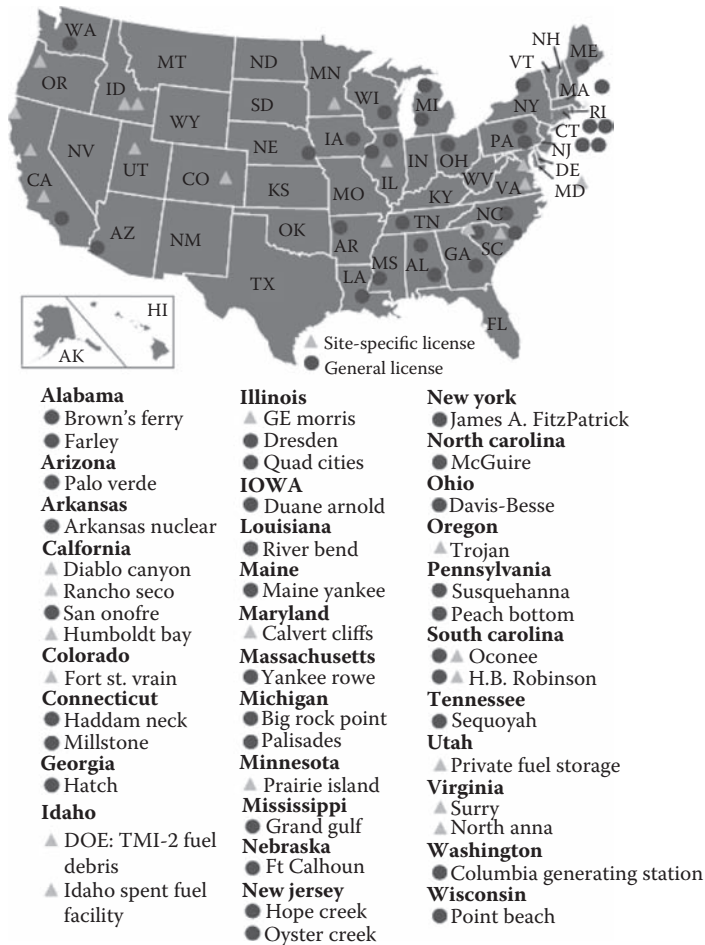 WA
MT
ND
MN
OR
ID
WY
SD
WI
MI
NH
VT
ME
NY
MA
RI
CT
NV
UT
NE
IA
PA
NJ
CA
CO
KS
MO
IL
IN
OH
WV
VA
DE
MD
KY
AZ
NM
OK
AR
TN
NC
SC
TX
LA
MS
AL
GA
FL
HI
AK
Site-specific license
General license
Alabama
Brown's ferry
Farley
Arizona
Palo verde
Arkansas
Arkansas nuclear
Calfornia
Diablo canyon
Rancho seco
San onofre
Humboldt bay
Colorado
Fort st. vrain
Connecticut
Haddam neck
Millstone
Georgia
Hatch
Idaho
DOE: TMI-2 fuel
debris
Idaho spent fuel
facility
Illinois
GE morris
Dresden
Quad cities
IOWA
Duane arnold
Louisiana
River bend
Maine
Maine yankee
Maryland
Calvert cliffs
Massachusetts
Yankee rowe
Michigan
Big rock point
Palisades
Minnesota
Prairie island
Mississippi
Grand gulf
Nebraska
Ft Calhoun
New jersey
Hope creek
Oyster creek
New york
James A. FitzPatrick
North carolina
McGuire
Ohio
Davis-Besse
Oregon
Trojan
Pennsylvania
Susquehanna
Peach bottom
South carolina
Oconee
H.B. Robinson
Tennessee
Sequoyah
Utah
Private fuel storage
Virginia
Surry
North anna
Washington
Columbia generating station
Wisconsin
Point beach